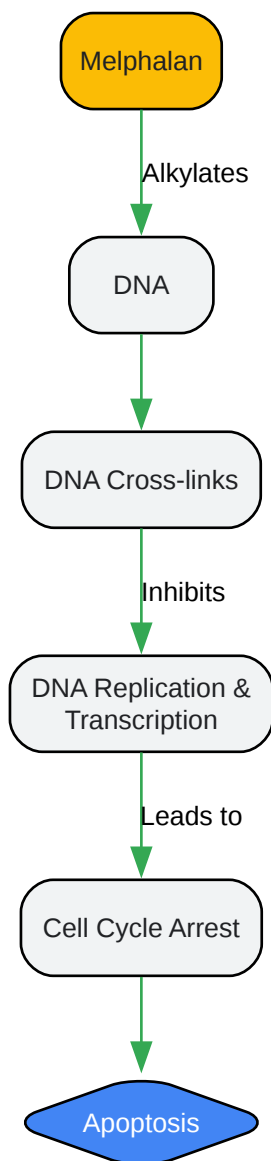 Melphalan
Alkylates
DNA
DNA Cross-links
Inhibits
DNA Replication &
Transcription
Leads to
Cell Cycle Arrest
Apoptosis